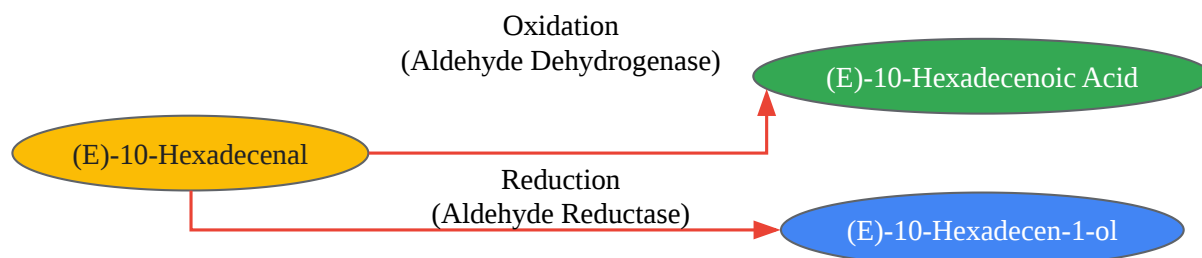 Oxidation
(Aldehyde Dehydrogenase)
(E)-10-Hexadecenoic Acid
(E)-10-Hexadecenal
Reduction
(Aldehyde Reductase)
(E)-10-Hexadecen-1-ol